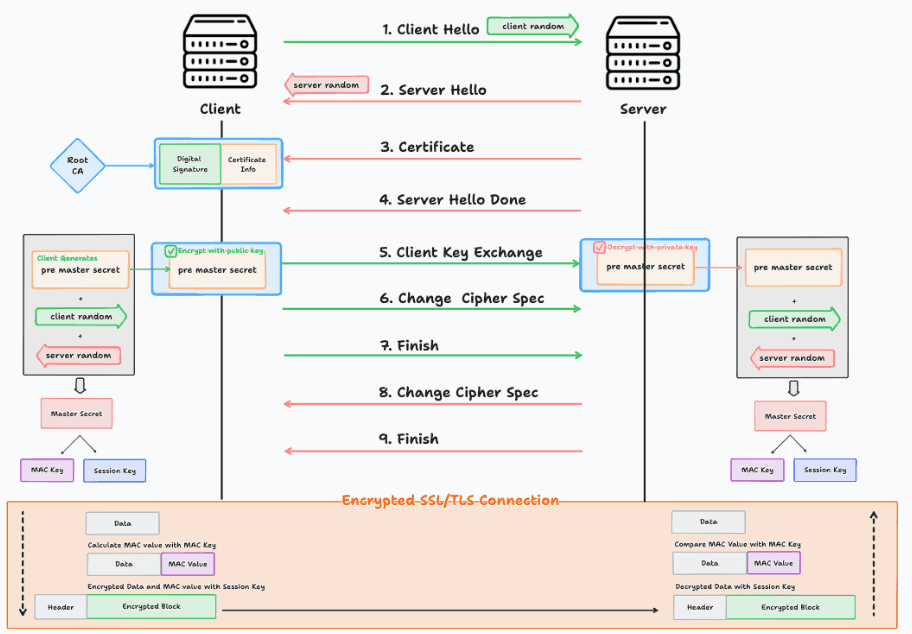 1. Client Hello
client random
server random
2. Server Hello
Client
Server
Root
CA
Digital
Signature
Certificate
Info
3. Certificate
4. Server Hello Done
Client Generates
pre master secret
+
client random
+
server random
Encrypt with public key
pre master secret
5. Client Key Exchange
Decrypt with private key
pre master secret
pre master secret
+
client random
+
server random
6. Change Cipher Spec
7. Finish
8. Change Cipher Spec
9. Finish
Master Secret
MAC Key
Session Key
Master Secret
MAC Key
Session Key
Encrypted SSL/TLS Connection
Data
Calculate MAC value with MAC Key
Data
MAC Value
Encrypted Data and MAC value with Session Key
Header
Encrypted Block
Data
Compare MAC Value with MAC Key
Data
MAC Value
Decrypted Data with Session Key
Header
Encrypted Block